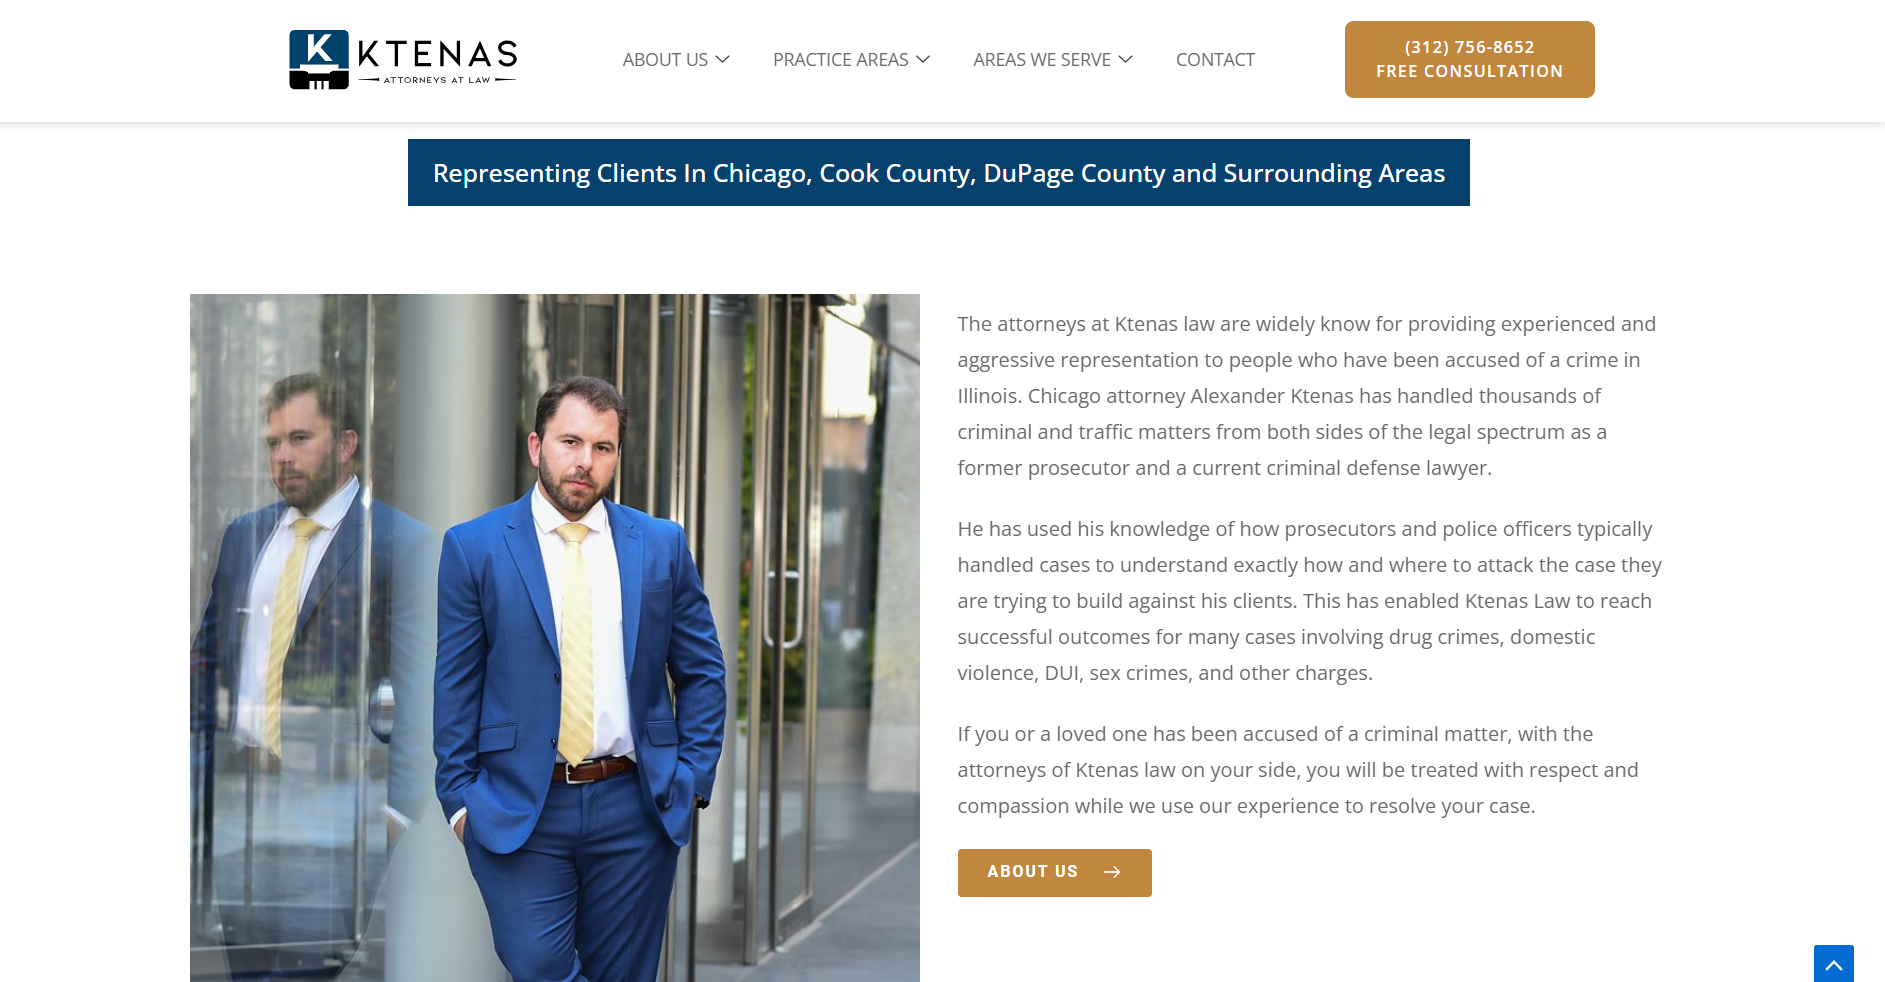 K KTENAS
ATTORNEYS AT LAW
ABOUT US
PRACTICE AREAS
AREAS WE SERVE
CONTACT
(312) 756-8652
FREE CONSULTATION
Representing Clients In Chicago, Cook County, DuPage County and Surrounding Areas
The attorneys at Ktenas law are widely know for providing experienced and
aggressive representation to people who have been accused of a crime in
Illinois. Chicago attorney Alexander Ktenas has handled thousands of
criminal and traffic matters from both sides of the legal spectrum as a
former prosecutor and a current criminal defense lawyer.
He has used his knowledge of how prosecutors and police officers typically
handled cases to understand exactly how and where to attack the case they
are trying to build against his clients. This has enabled Ktenas Law to reach
successful outcomes for many cases involving drug crimes, domestic
violence, DUI, sex crimes, and other charges.
If you or a loved one has been accused of a criminal matter, with the
attorneys of Ktenas law on your side, you will be treated with respect and
compassion while we use our experience to resolve your case.
ABOUT US